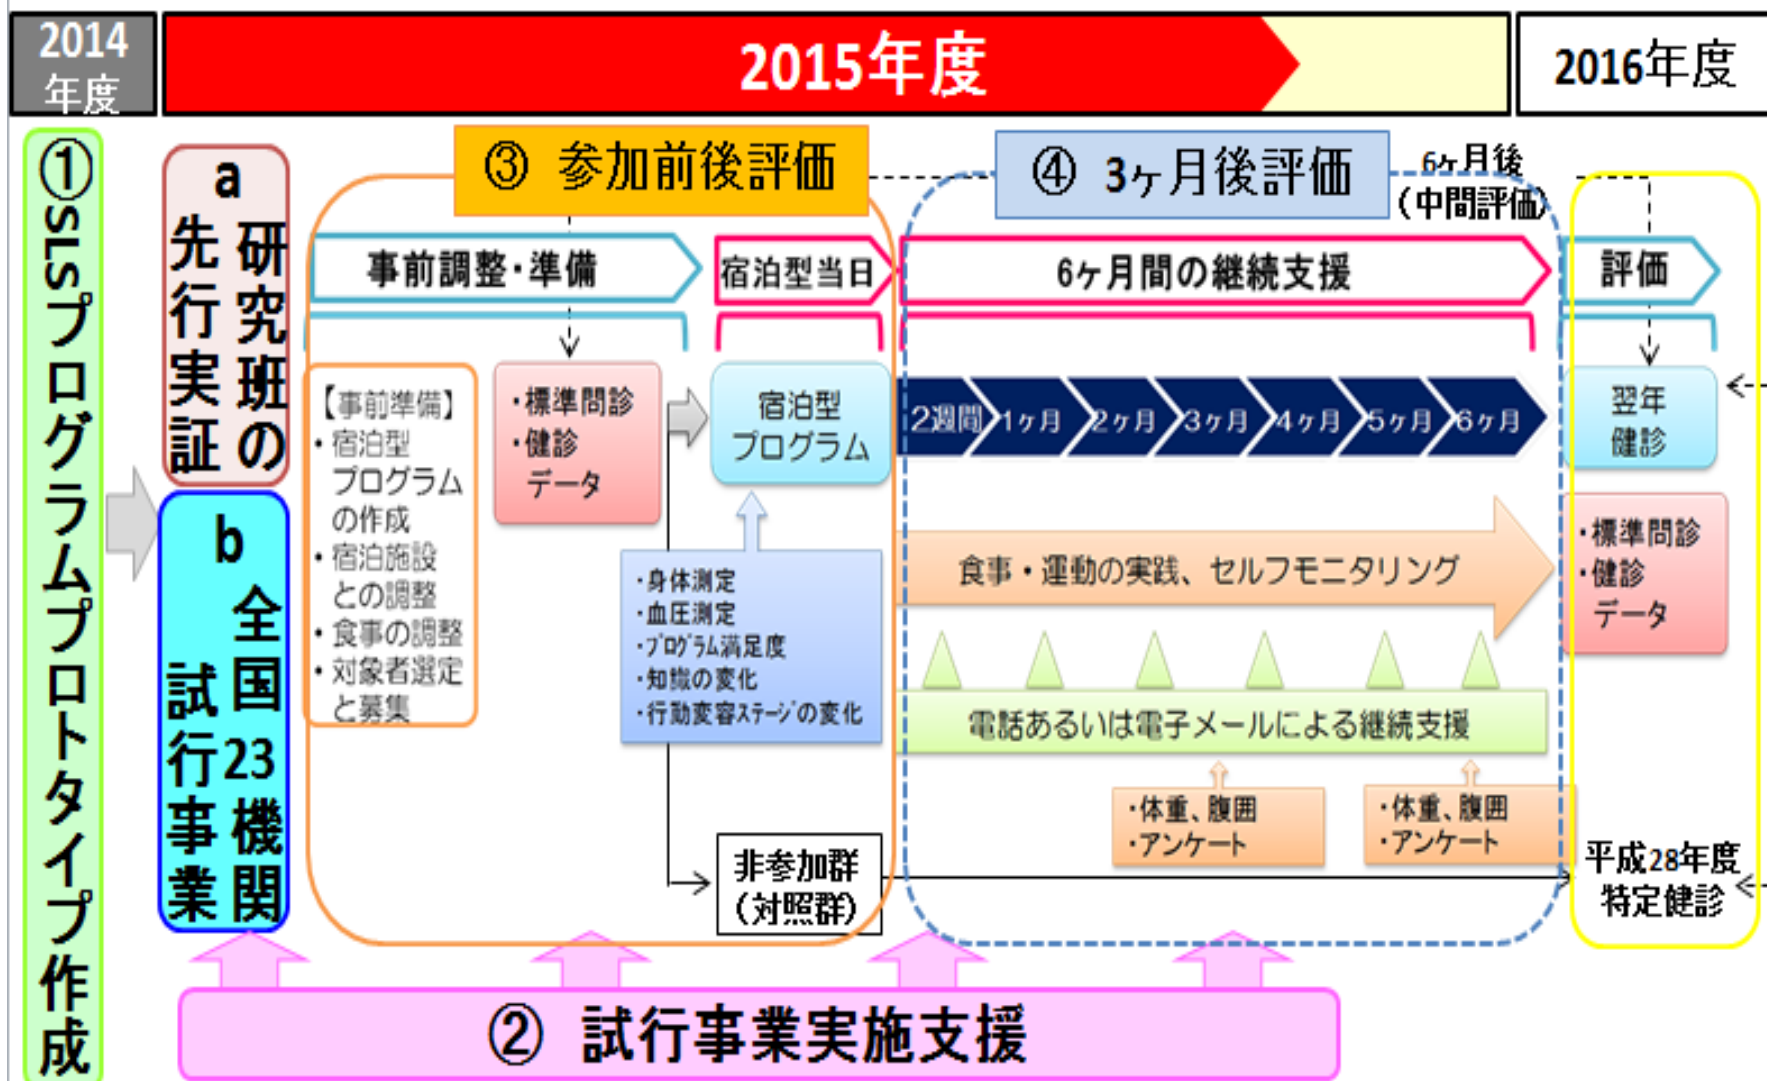 2014
年度
2015年度
2016年度
①SLSプログラムプロトタイプ作成
a
研究班の
先行実証
b
全国23機関
試行事業
③ 参加前後評価
④ 3ヶ月後評価
6ヶ月後
(中間評価)
事前調整・準備
宿泊型当日
6ヶ月間の継続支援
評価
【事前準備】
・宿泊型
プログラム
の作成
・宿泊施設
との調整
・食事の調整
・対象者選定
と募集
・標準問診
・健診
データ
宿泊型
プログラム
2週間
1ヶ月
2ヶ月
3ヶ月
4ヶ月
5ヶ月
6ヶ月
翌年
健診
・身体測定
・血圧測定
・プログラム満足度
・知識の変化
・行動変容ステージの変化
食事・運動の実践、セルフモニタリング
・標準問診
・健診
データ
電話あるいは電子メールによる継続支援
・体重、腹囲
・アンケート
・体重、腹囲
・アンケート
非参加群
(対照群)
平成28年度
特定健診
② 試行事業実施支援